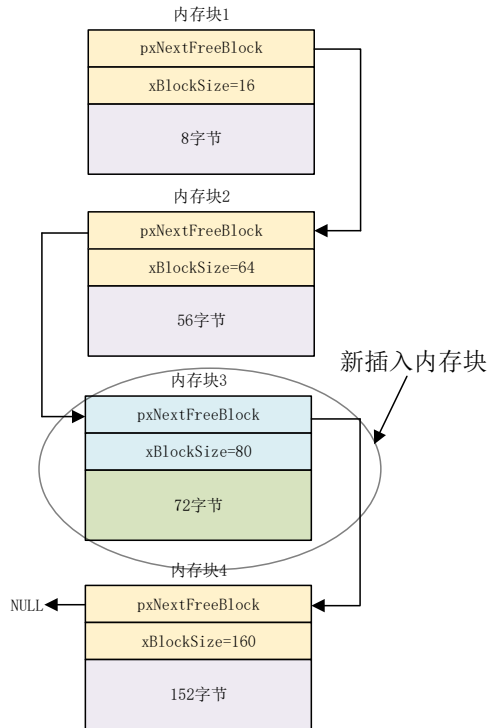 内存块1
pxNextFreeBlock
xBlockSize=16
8字节
内存块2
pxNextFreeBlock
xBlockSize=64
56字节
新插入内存块
内存块3
pxNextFreeBlock
xBlockSize=80
72字节
内存块4
NULL
pxNextFreeBlock
xBlockSize=160
152字节